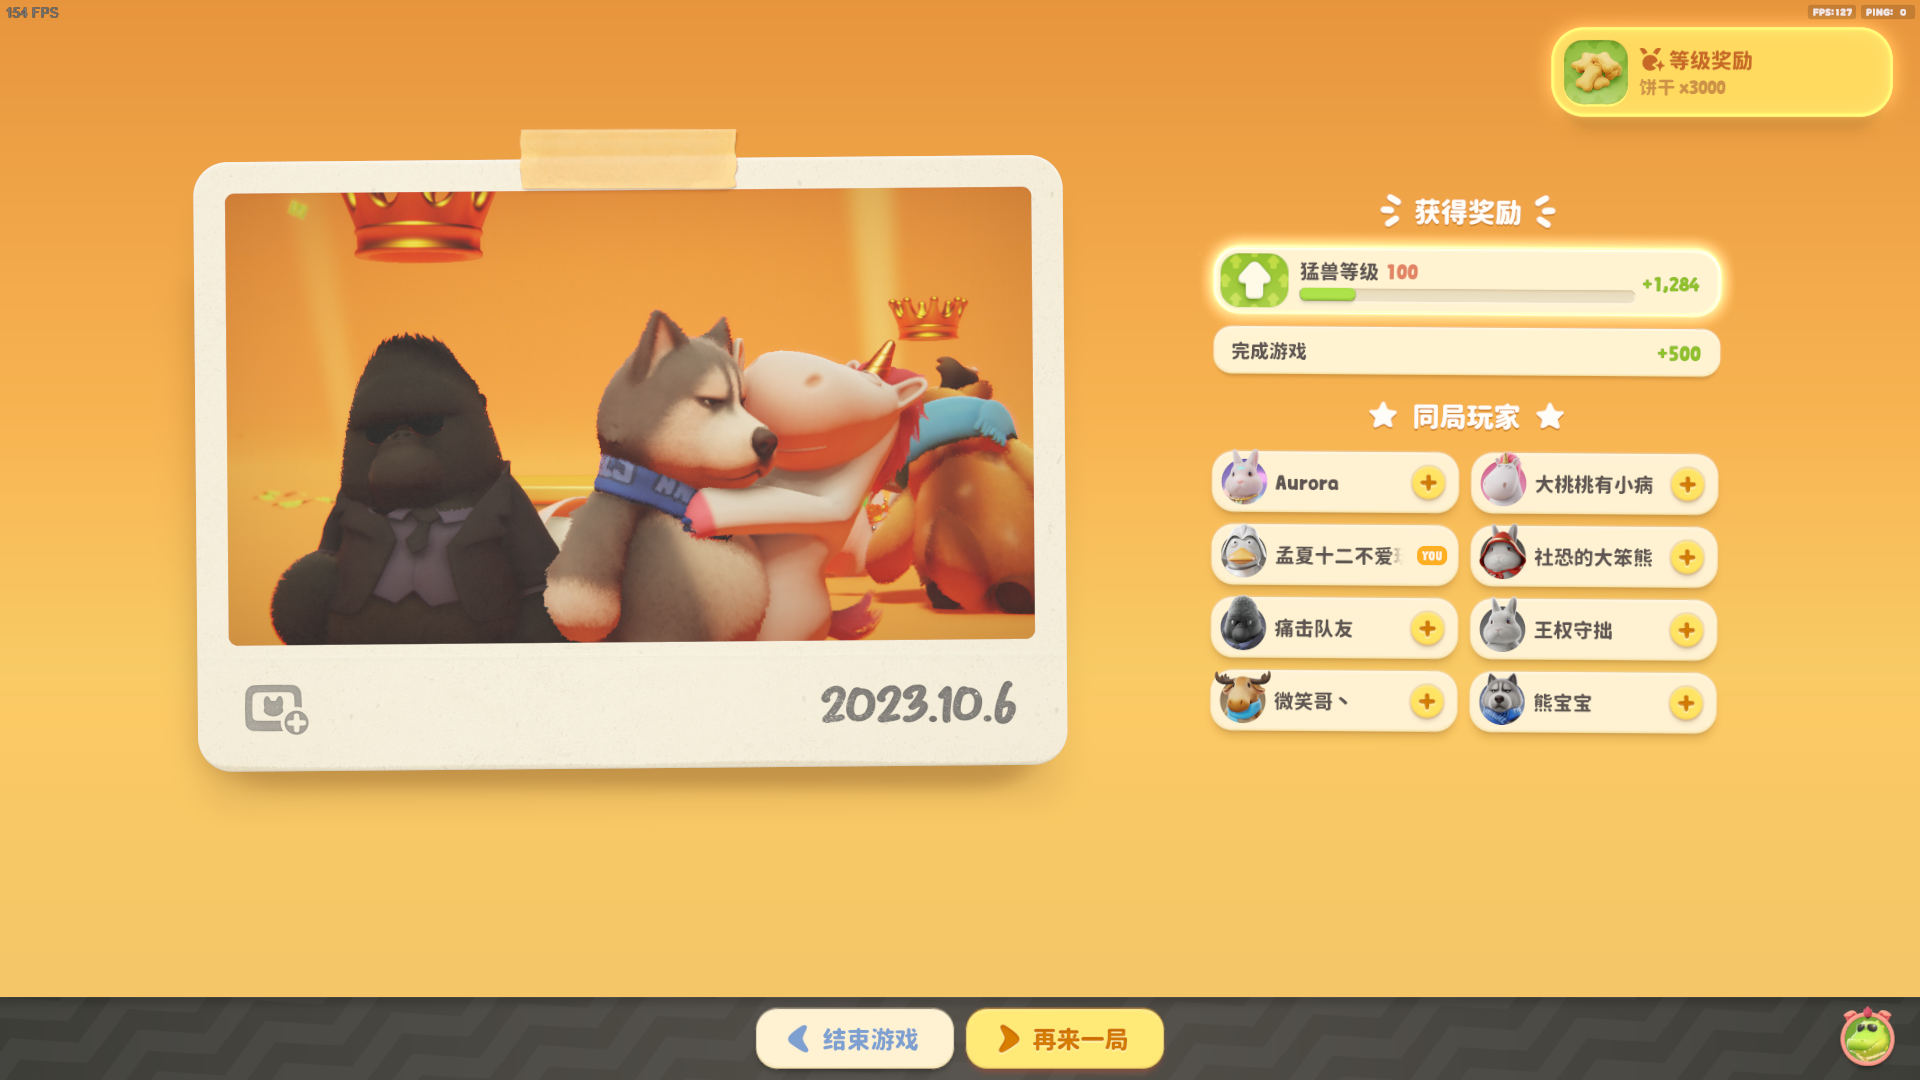 154 FPS
FPS:127 PING: 0
等级奖励
饼干 x3000
获得奖励
猛兽等级 100
+1,284
完成游戏
+500
同局玩家
Aurora
大桃桃有小病
孟夏十二不爱
YOU
社恐的大笨熊
痛击队友
王权守拙
微笑哥丶
熊宝宝
2023.10.6
结束游戏
再来一局